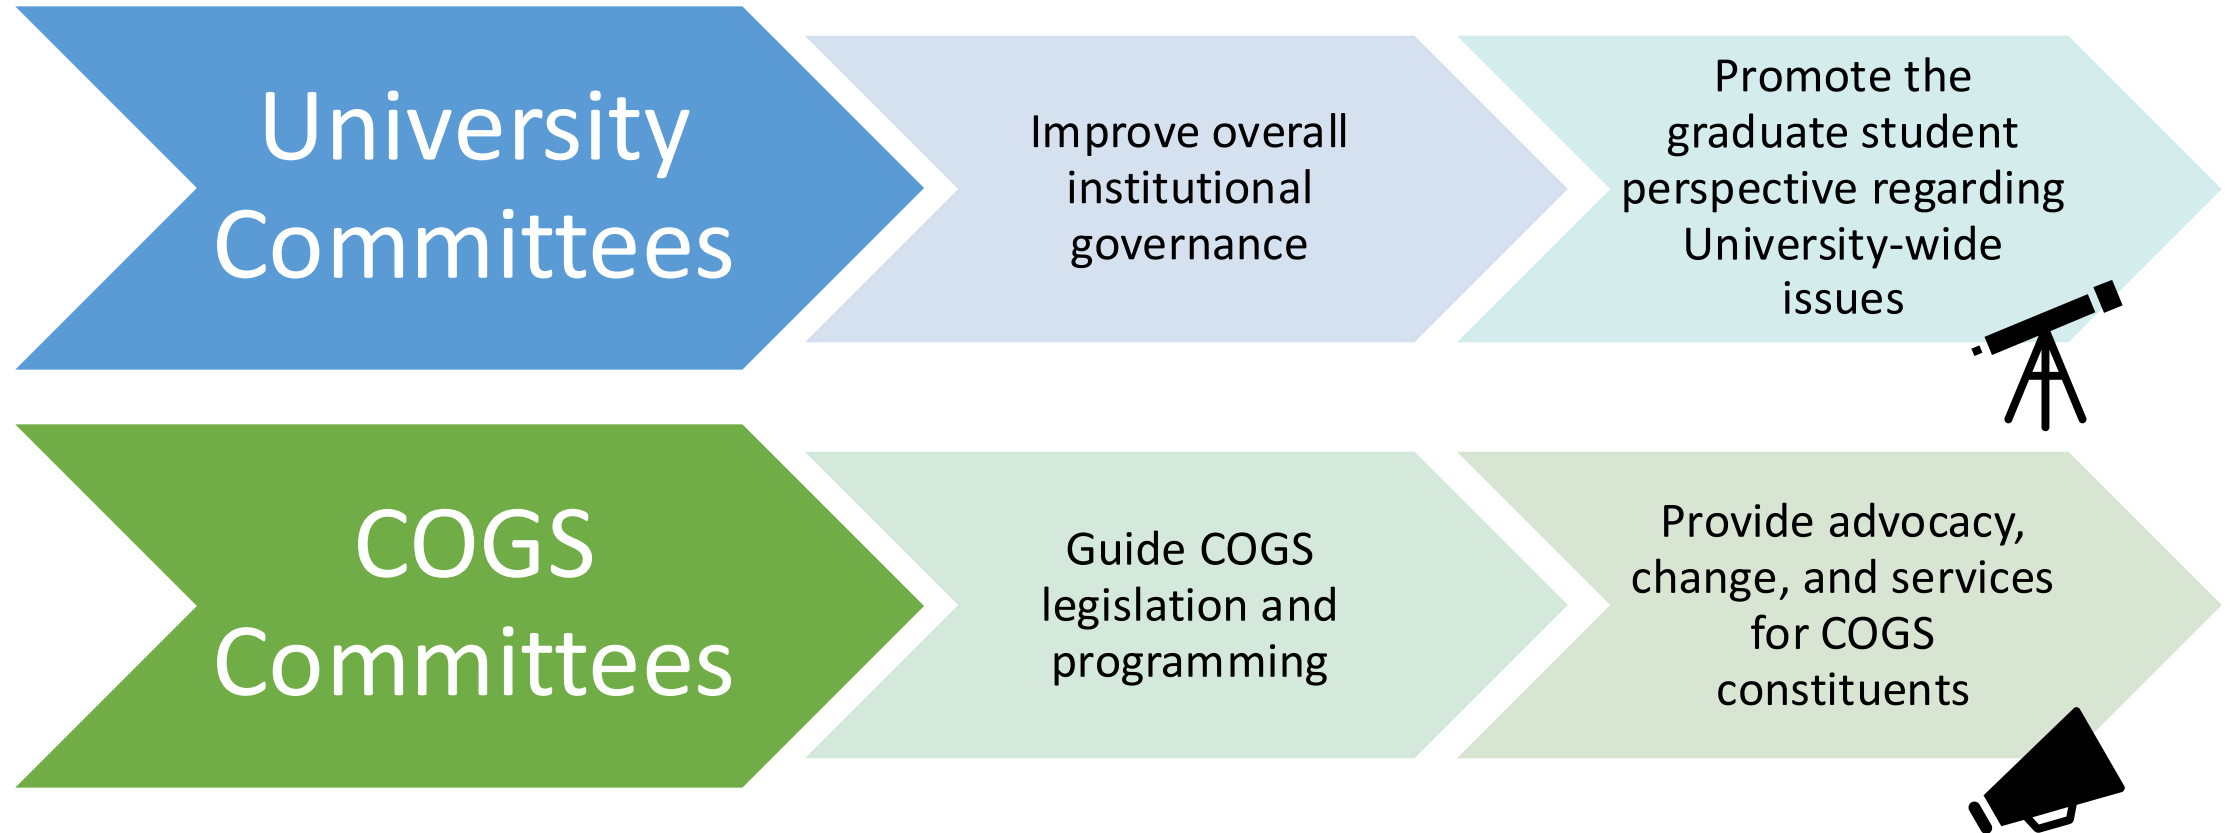 University
Committees
Improve overall
institutional
governance
Promote the
graduate student
perspective regarding
University-wide
issues
COGS
Committees
Guide COGS
legislation and
programming
Provide advocacy,
change, and services
for COGS
constituents